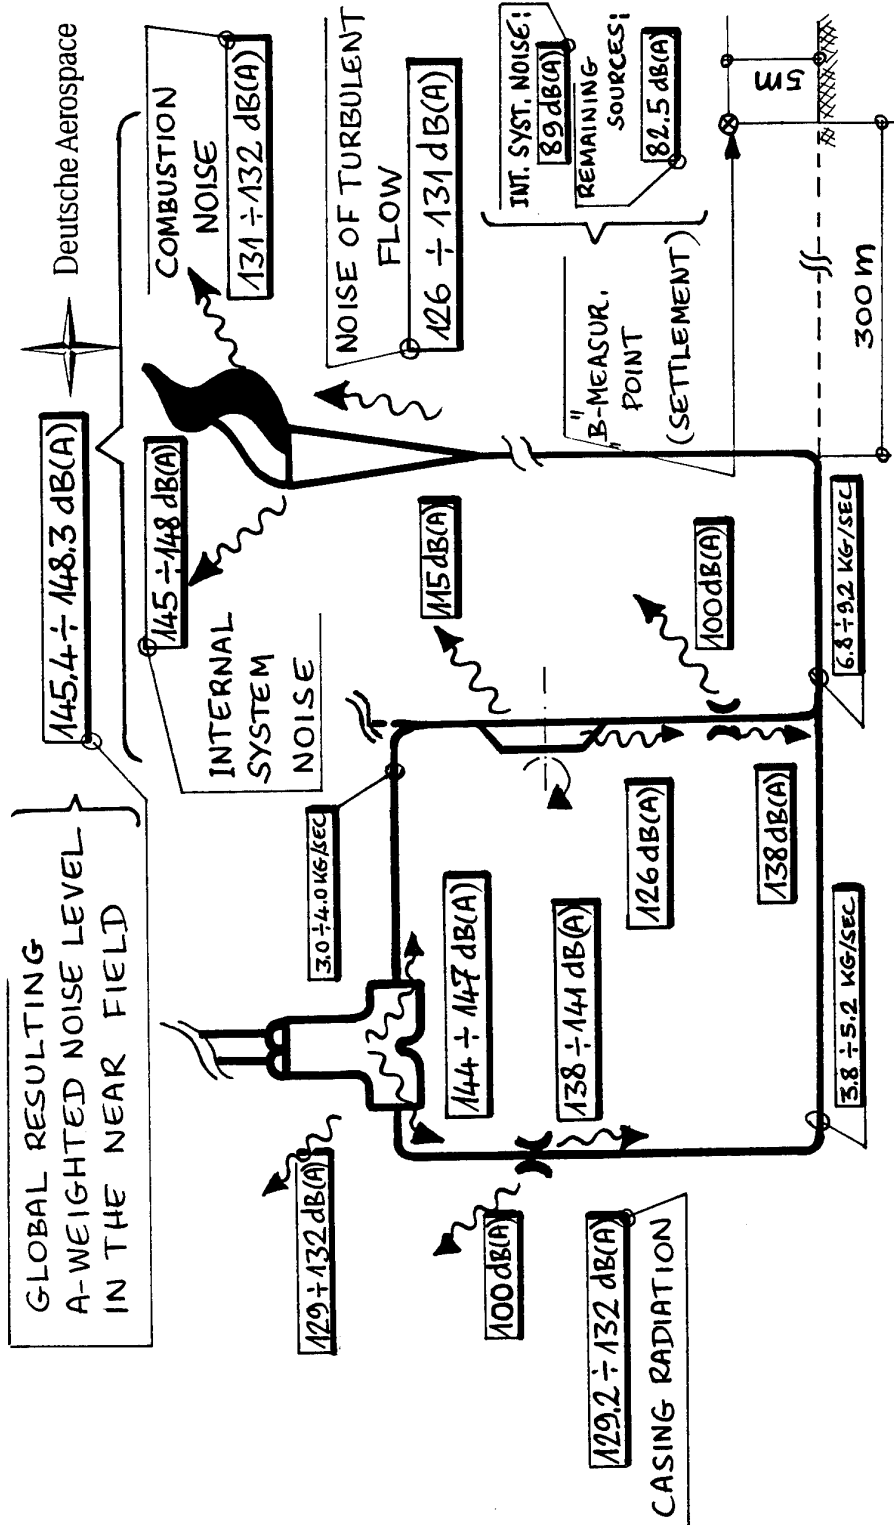 GLOBAL RESULTING
A-WEIGHTED NOISE LEVEL
IN THE NEAR FIELD
145.4 ÷ 148.3 dB(A)
Deutsche Aerospace
145 ÷ 148 dB(A)
COMBUSTION
NOISE
131 ÷ 132 dB(A)
INTERNAL
SYSTEM
NOISE
129 ÷ 132 dB(A)
3.0 ÷ 4.0 KG/SEC
NOISE OF TURBULENT
FLOW
126 ÷ 131 dB(A)
144 ÷ 147 dB(A)
115 dB(A)
100 dB(A)
138 ÷ 141 dB(A)
INT. SYST. NOISE:
89 dB(A)
REMAINING
SOURCES:
82.5 dB(A)
129.2 ÷ 132 dB(A)
CASING RADIATION
126 dB(A)
„B"-MEASUR.
POINT
(SETTLEMENT)
100 dB(A)
138 dB(A)
5m
3.8 ÷ 5.2 KG/SEC
6.8 ÷ 9.2 KG/SEC
300 m